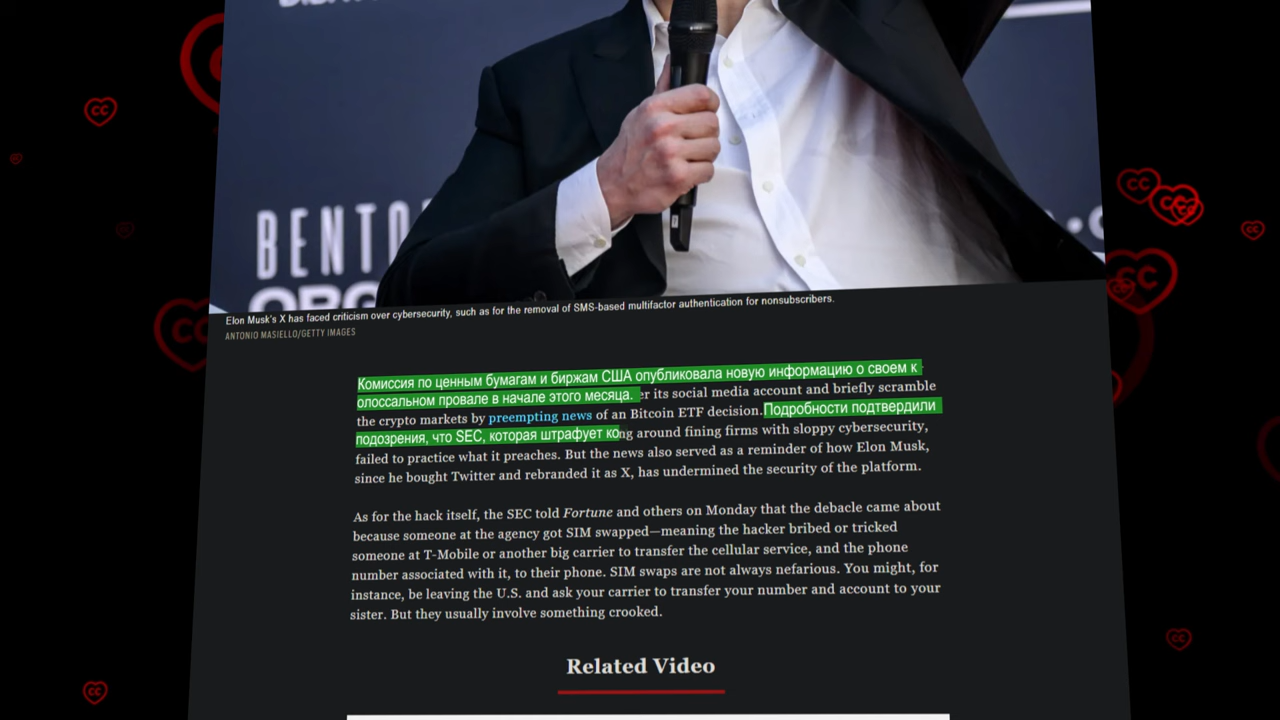 BENTO
Elon Musk's X has faced criticism over cybersecurity, such as for the removal of SMS-based multifactor authentication for nonsubscribers.
ANTONIO MASIELLO/GETTY IMAGES
Комиссия по ценным бумагам и биржам США опубликовала новую информацию о своем к
олоссальном провале в начале этого месяца. er its social media account and briefly scramble
the crypto markets by preempting news of an Bitcoin ETF decision. Подробности подтвердили
подозрения, что SEC, которая штрафует кong around fining firms with sloppy cybersecurity,
failed to practice what it preaches. But the news also served as a reminder of how Elon Musk,
since he bought Twitter and rebranded it as X, has undermined the security of the platform.
As for the hack itself, the SEC told Fortune and others on Monday that the debacle came about
because someone at the agency got SIM swapped—meaning the hacker bribed or tricked
someone at T-Mobile or another big carrier to transfer the cellular service, and the phone
number associated with it, to their phone. SIM swaps are not always nefarious. You might, for
instance, be leaving the U.S. and ask your carrier to transfer your number and account to your
sister. But they usually involve something crooked.
Related Video